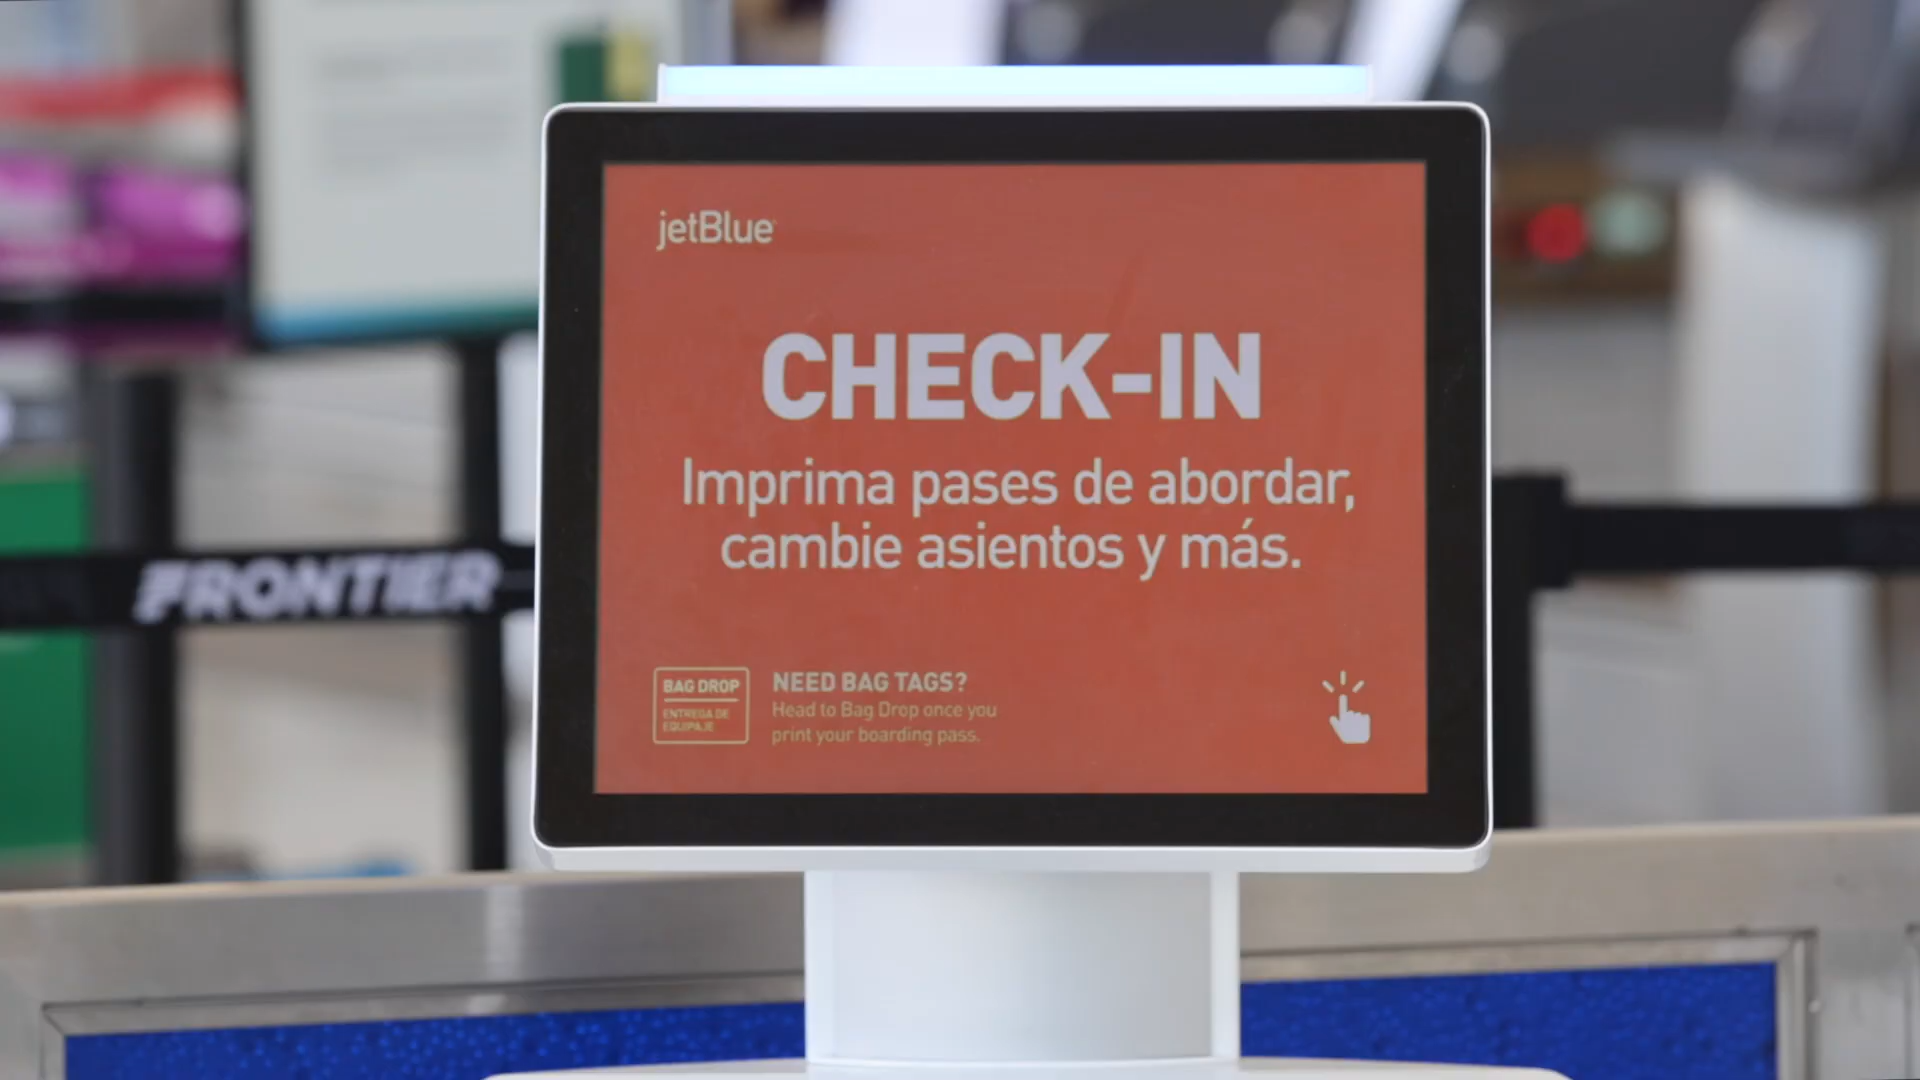 jetBlue
CHECK-IN
Imprima pases de abordar,
cambie asientos y más.
BAG DROP
ENTREGA DE
EQUIPAJE
NEED BAG TAGS?
Head to Bag Drop once you
print your boarding pass.
FRONTIER